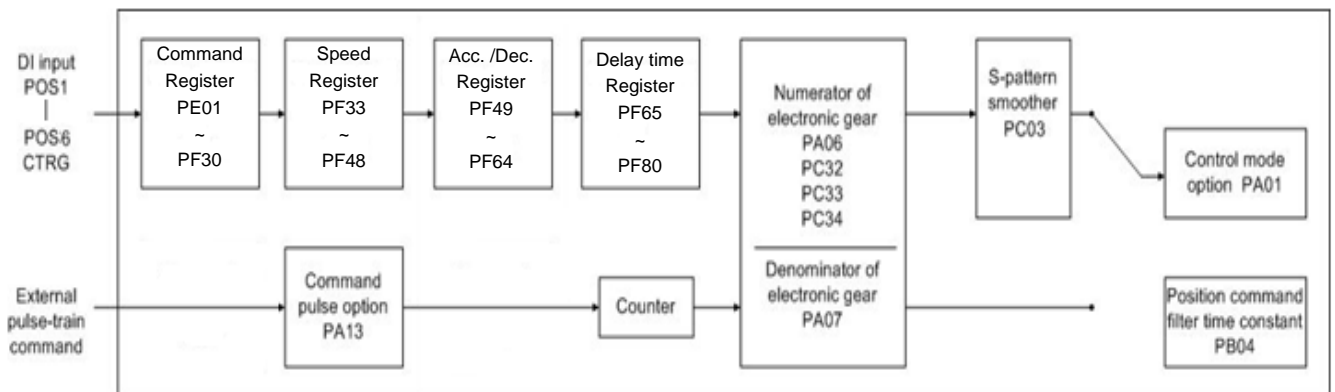 DI input
POS1
|
POS6
CTRG
Command
Register
PE01
~
PF30
Speed
Register
PF33
~
PF48
Acc. /Dec.
Register
PF49
~
PF64
Delay time
Register
PF65
~
PF80
Numerator of
electronic gear
PA06
PC32
PC33
PC34
S-pattern
smoother
PC03
Control mode
option PA01
External
pulse-train
command
Command
pulse option
PA13
Counter
Denominator of
electronic gear
PA07
Position command
filter time constant
PB04